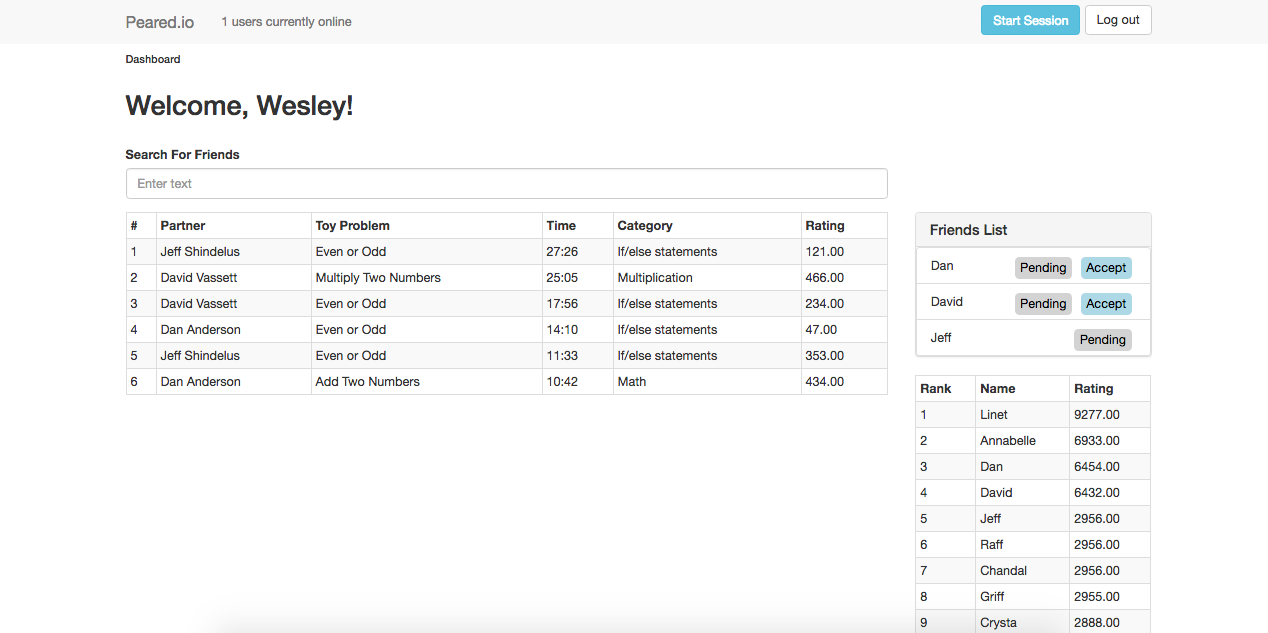 Peared.io 1 users currently online Start Session Log out
Dashboard
Welcome, Wesley!
Search For Friends
Enter text
# Partner Toy Problem Time Category Rating
1 Jeff Shindelus Even or Odd 27:26 If/else statements 121.00
2 David Vassett Multiply Two Numbers 25:05 Multiplication 466.00
3 David Vassett Even or Odd 17:56 If/else statements 234.00
4 Dan Anderson Even or Odd 14:10 If/else statements 47.00
5 Jeff Shindelus Even or Odd 11:33 If/else statements 353.00
6 Dan Anderson Add Two Numbers 10:42 Math 434.00
Friends List
Dan Pending Accept
David Pending Accept
Jeff Pending
Rank Name Rating
1 Linet 9277.00
2 Annabelle 6933.00
3 Dan 6454.00
4 David 6432.00
5 Jeff 2956.00
6 Raff 2956.00
7 Chandal 2956.00
8 Griff 2955.00
9 Crysta 2888.00